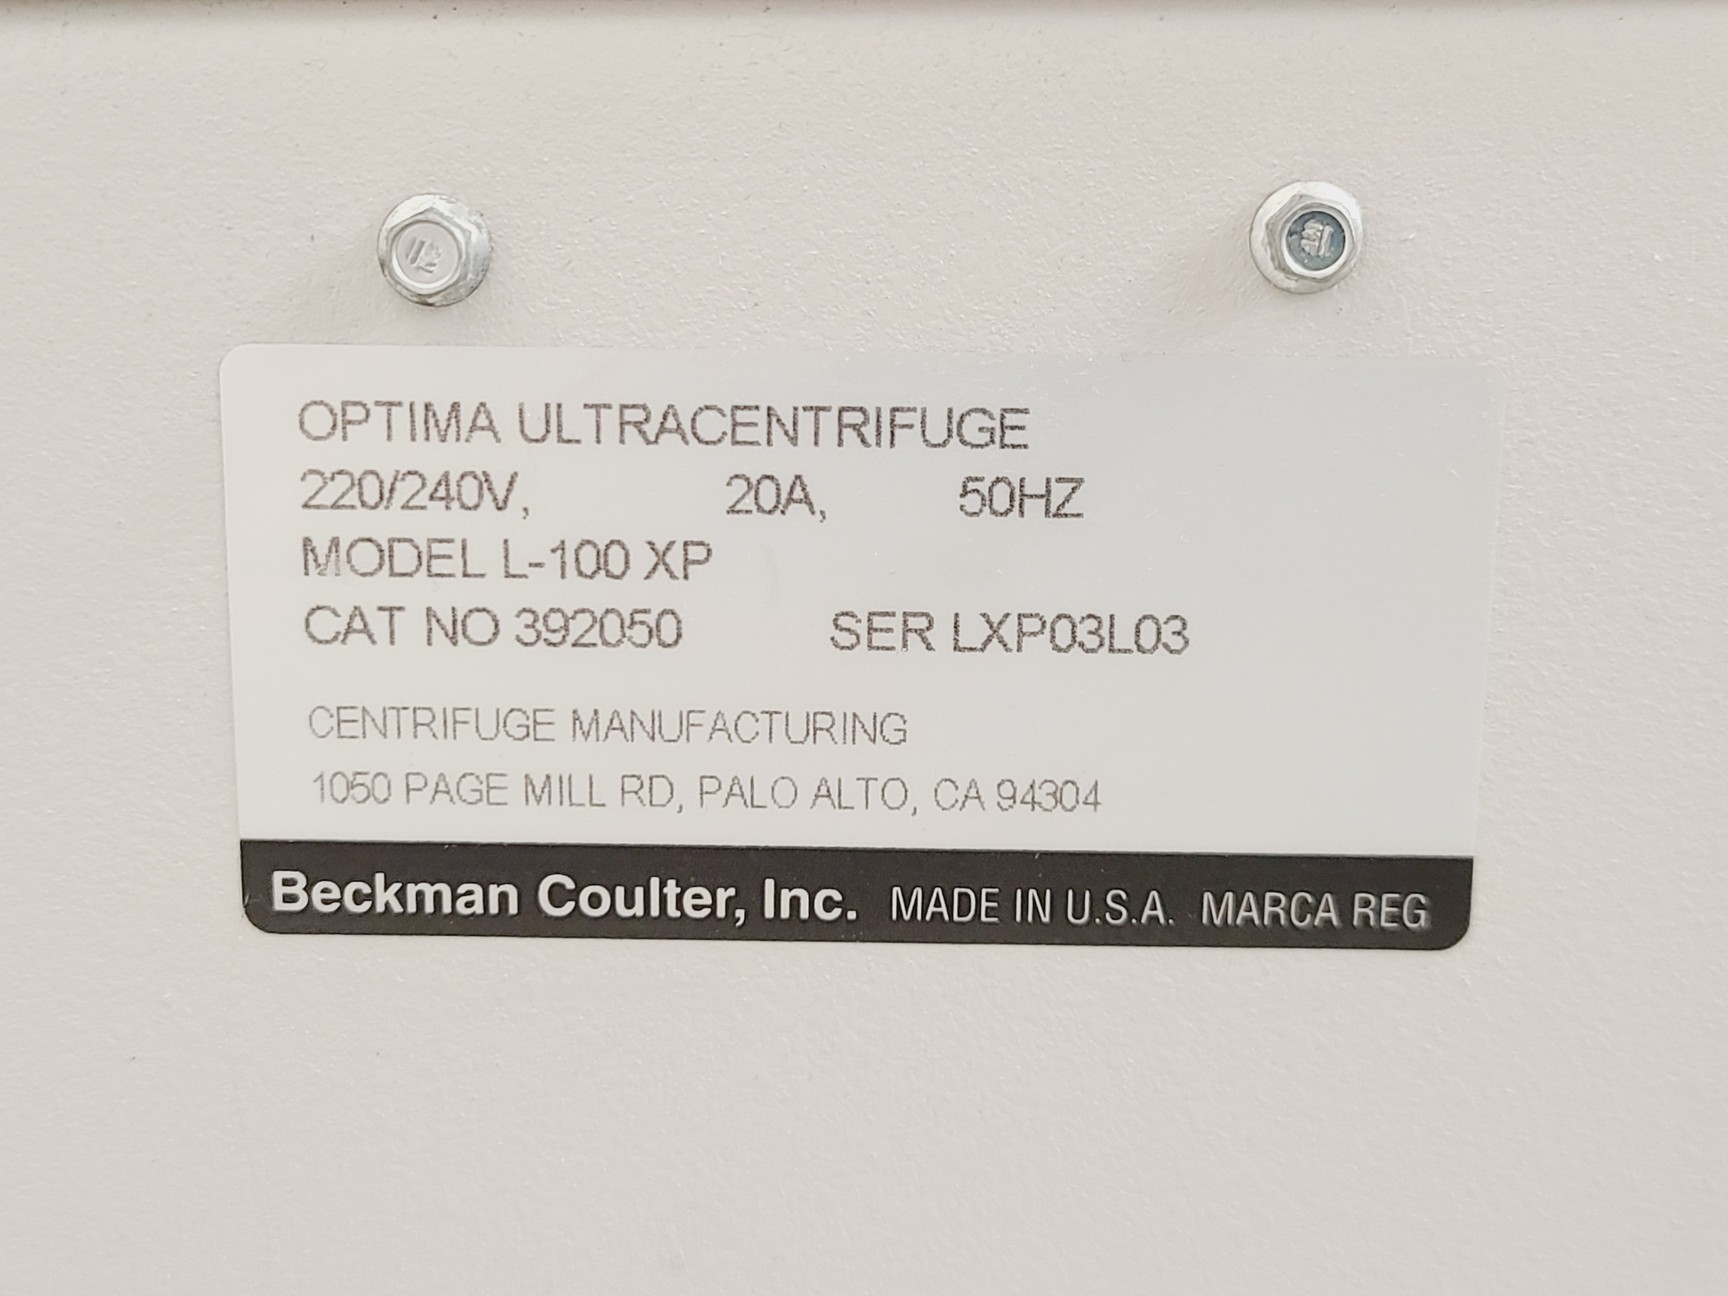 OPTIMA ULTRACENTRIFUGE
220/240V, 20A, 50HZ
MODEL L-100 XP
CAT NO 392050 SER LXP03L03
CENTRIFUGE MANUFACTURING
1050 PAGE MILL RD, PALO ALTO, CA 94304
Beckman Coulter, Inc. MADE IN U.S.A. MARCA REG